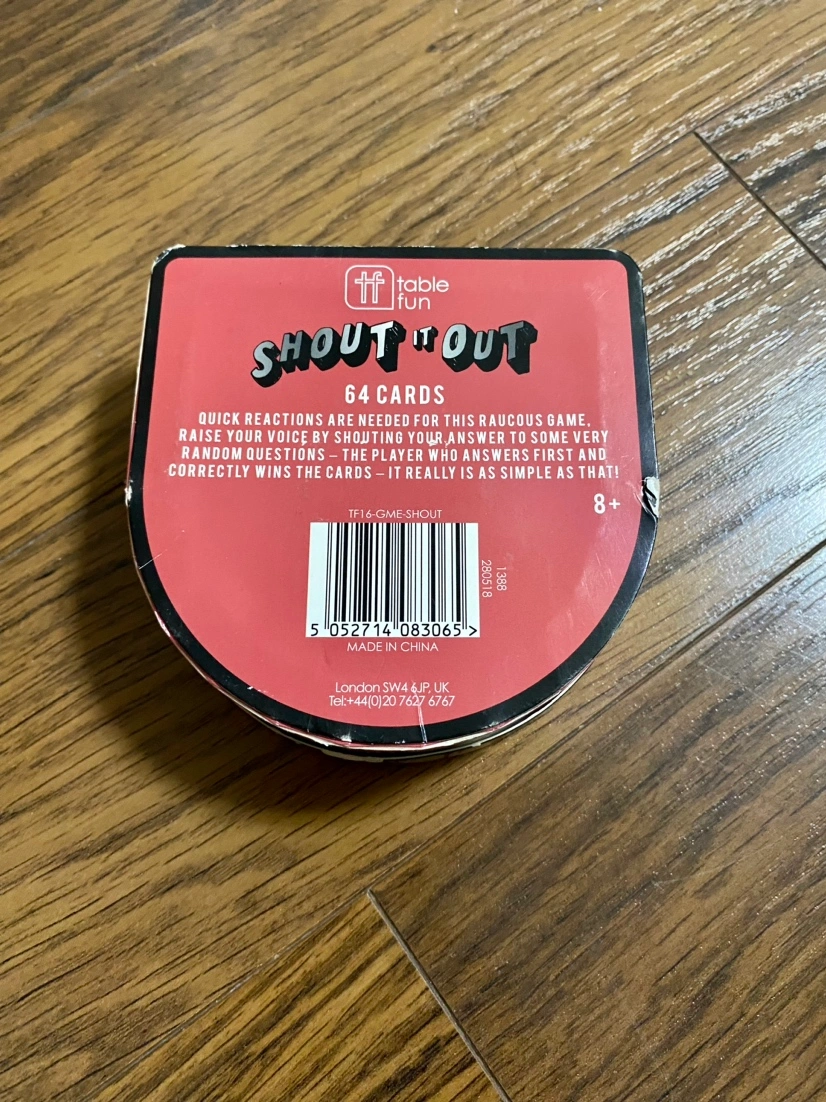 tf table
fun
SHOUT IT OUT
64 CARDS
QUICK REACTIONS ARE NEEDED FOR THIS RAUCOUS GAME,
RAISE YOUR VOICE BY SHOUTING YOUR ANSWER TO SOME VERY
RANDOM QUESTIONS – THE PLAYER WHO ANSWERS FIRST AND
CORRECTLY WINS THE CARDS – IT REALLY IS AS SIMPLE AS THAT!
8+
TF16-GME-SHOUT
1388
280518
5 052714 083065 >
MADE IN CHINA
London SW4 6JP, UK
Tel:+44(0)20 7627 6767